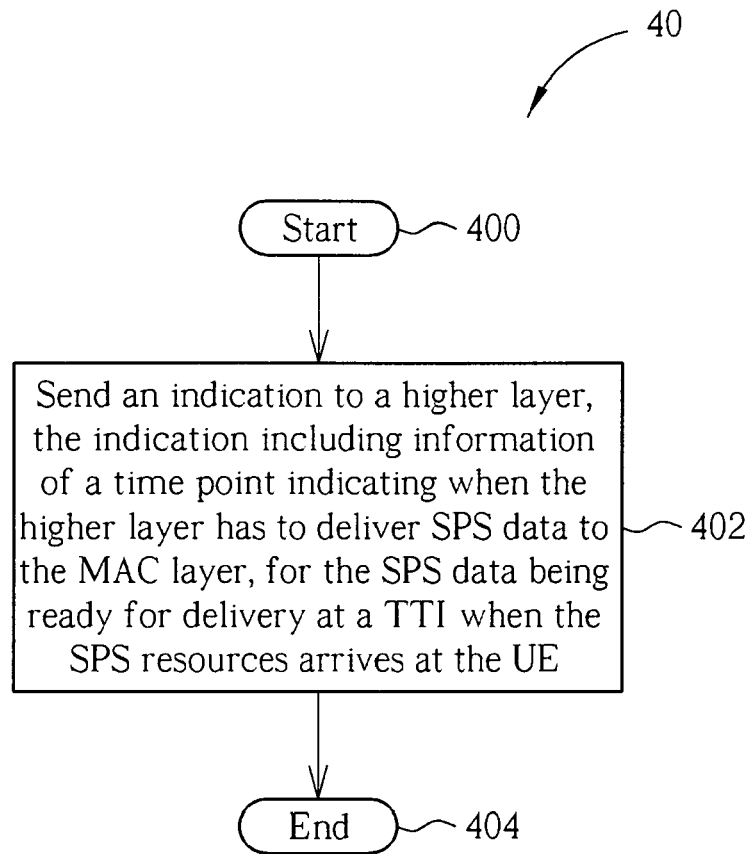 40
Start
400
Send an indication to a higher layer,
the indication including information
of a time point indicating when the
higher layer has to deliver SPS data to
the MAC layer, for the SPS data being
ready for delivery at a TTI when the
SPS resources arrives at the UE
402
End
404